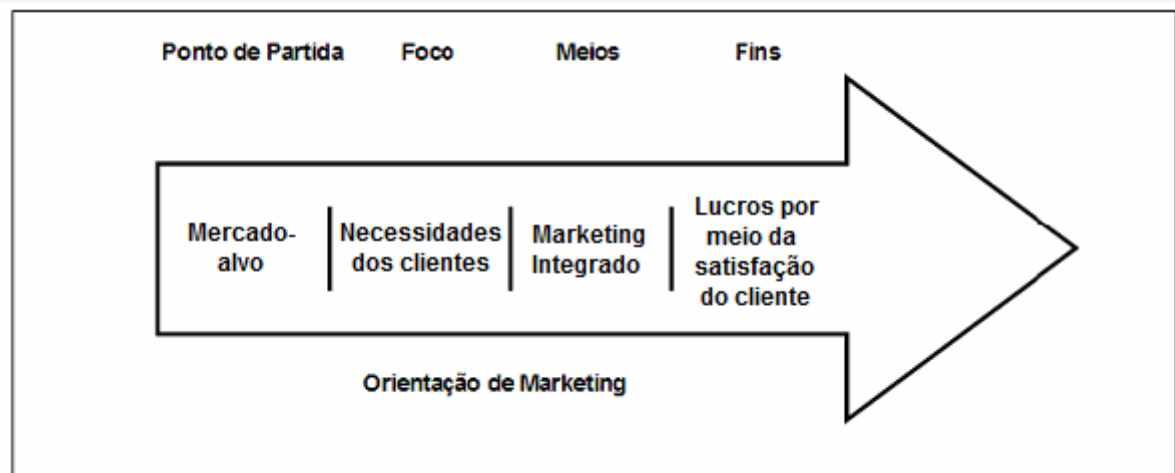 Ponto de Partida Foco Meios Fins
Mercado-
alvo
Necessidades
dos clientes
Marketing
Integrado
Lucros por
meio da
satisfação
do cliente
Orientação de Marketing